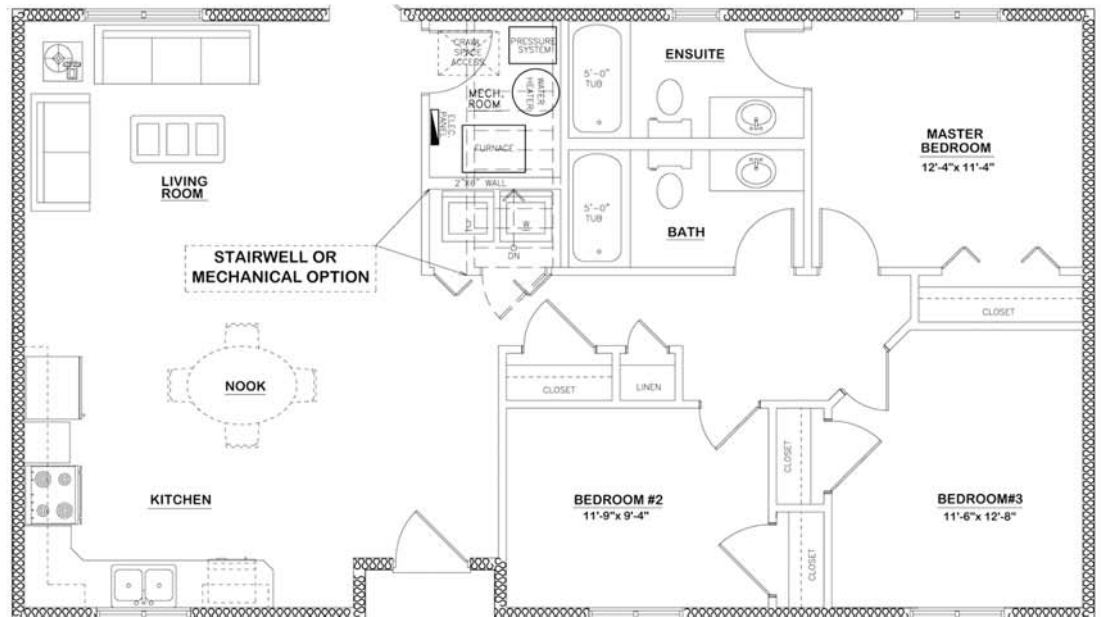 CRAWL
SPACE
ACCESS
PRESSURE
SYSTEM
ENSUITE
5'-0"
TUB
MECH.
ROOM
WATER
HEATER
ELEC.
PANEL
FURNACE
MASTER
BEDROOM
12'-4"x 11'-4"
LIVING
ROOM
2"x6" WALL
5'-0"
TUB
BATH
D
W
DN
STAIRWELL OR
MECHANICAL OPTION
CLOSET
NOOK
CLOSET
LINEN
CLOSET
KITCHEN
BEDROOM #2
11'-9"x 9'-4"
BEDROOM#3
11'-6"x 12'-8"
CLOSET